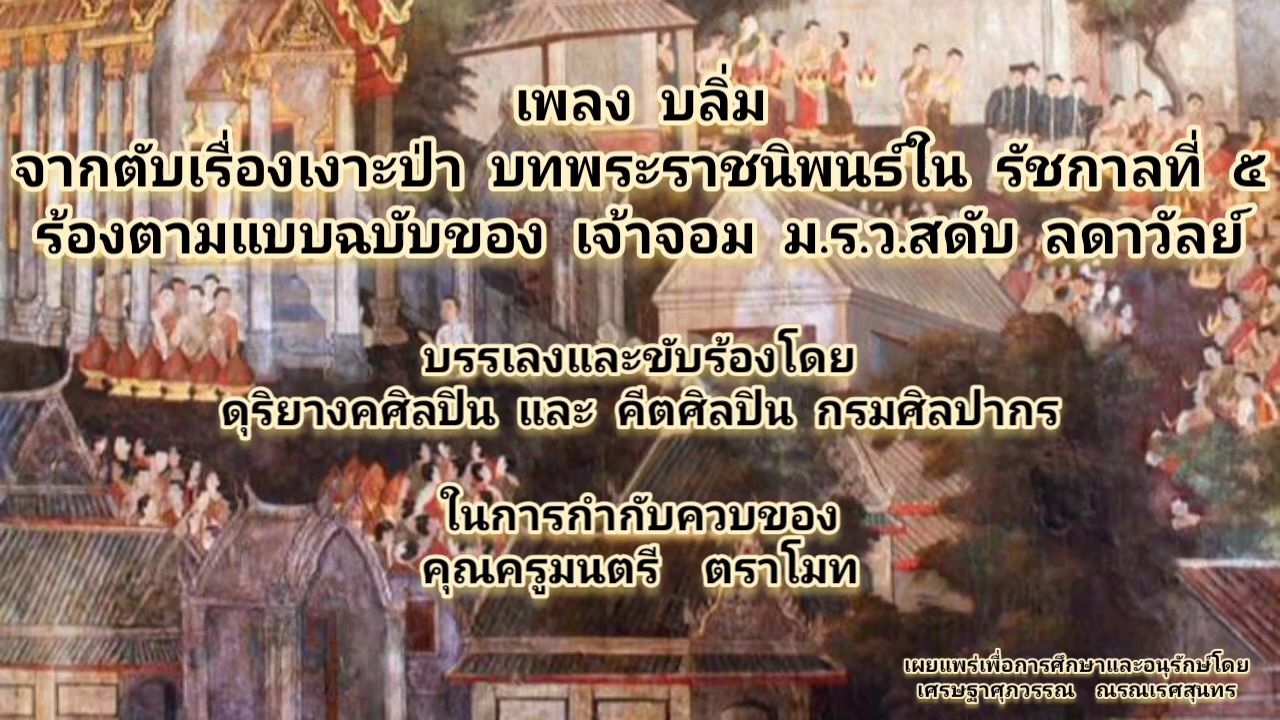 เพลง บลิ่ม
จากตับเรื่องเงาะป่า บทพระราชนิพนธ์ใน รัชกาลที่ ๕
ร้องตามแบบฉบับของ เจ้าจอม ม.ร.ว.สดับ ลดาวัลย์
บรรเลงและขับร้องโดย
ดุริยางคศิลปิน และ คีตศิลปิน กรมศิลปากร
ในการกำกับควบของ
คุณครูมนตรี ตราโมท
เผยแพร่เพื่อการศึกษาและอนุรักษ์โดย
เศรษฐาศุภวรรณ ณรณเรศสุนทร